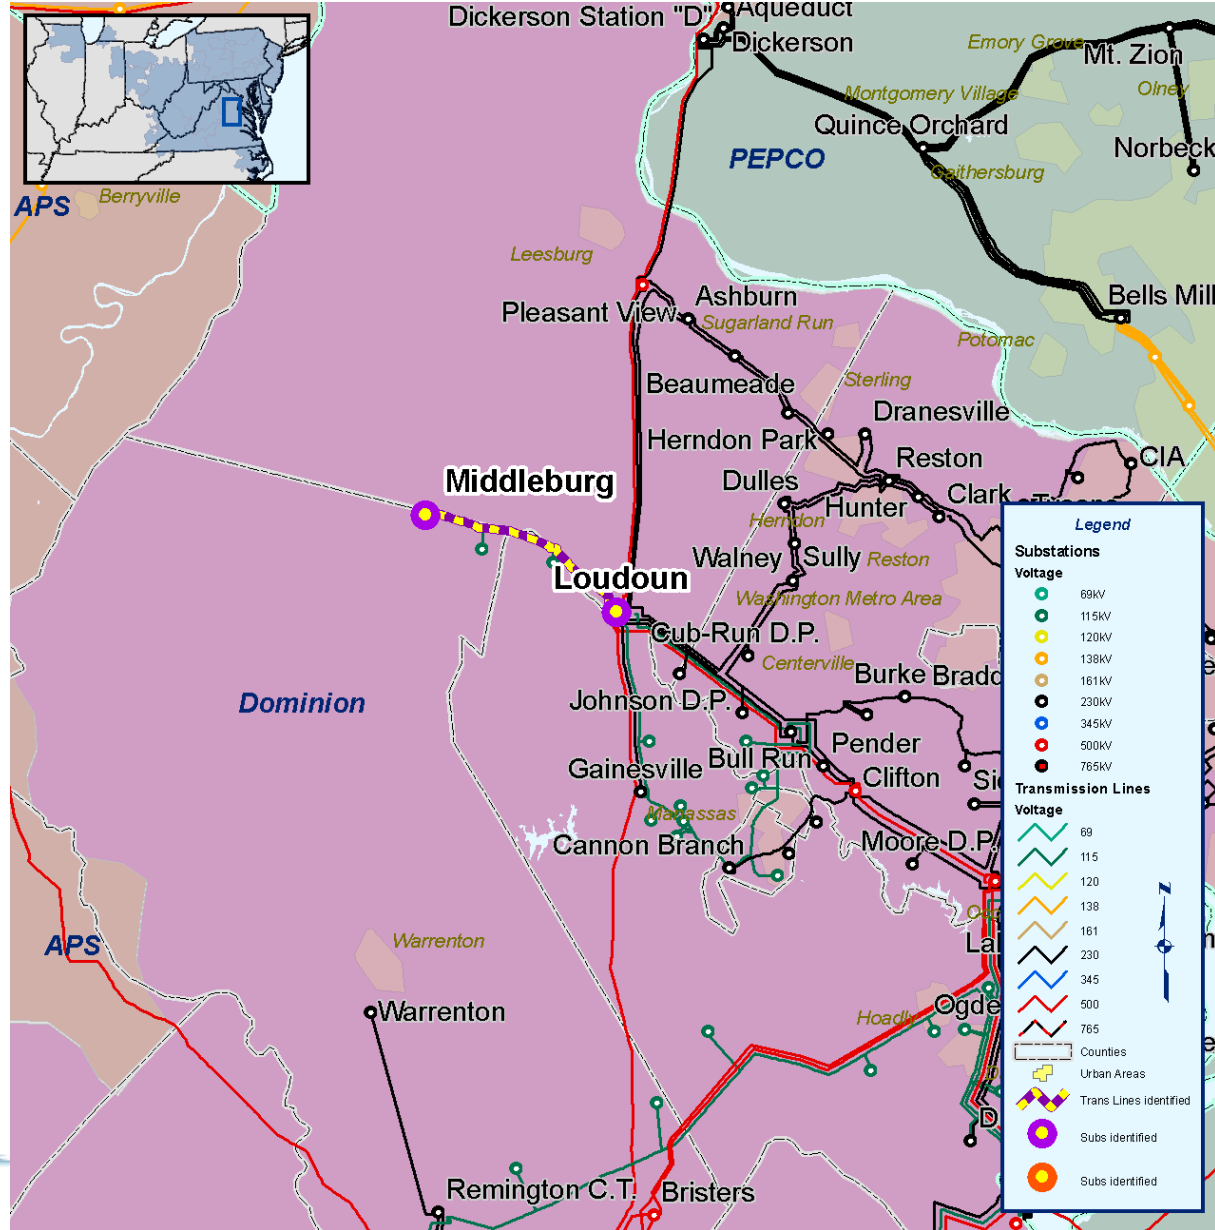 Dickerson Station "D"
Aqueduct
Dickerson
Emory Grove
Mt. Zion
Montgomery Village
Olney
Quince Orchard
Norbeck
PEPCO
Gaithersburg
APS
Berryville
Leesburg
Ashburn
Bells Mill
Pleasant View
Sugarland Run
Potomac
Beaumeade
Sterling
Dranesville
Herndon Park
Reston
CIA
Middleburg
Dulles
Hunter
Clark
Herndon
Walney
Sully
Reston
Loudoun
Washington Metro Area
Cub-Run D.P.
Centerville
Burke
Bradd
Dominion
Johnson D.P.
Pender
Bull Run
Gainesville
Clifton
Manassas
Cannon Branch
Moore D.P.
APS
Warrenton
Warrenton
Ogde
Hoadly
Remington C.T.
Bristers
Legend
Substations
Voltage
69kV
115kV
120kV
138kV
161kV
230kV
345kV
500kV
765kV
Transmission Lines
Voltage
69
115
120
138
161
230
345
500
765
Counties
Urban Areas
Trans Lines identified
Subs identified
Subs identified
N